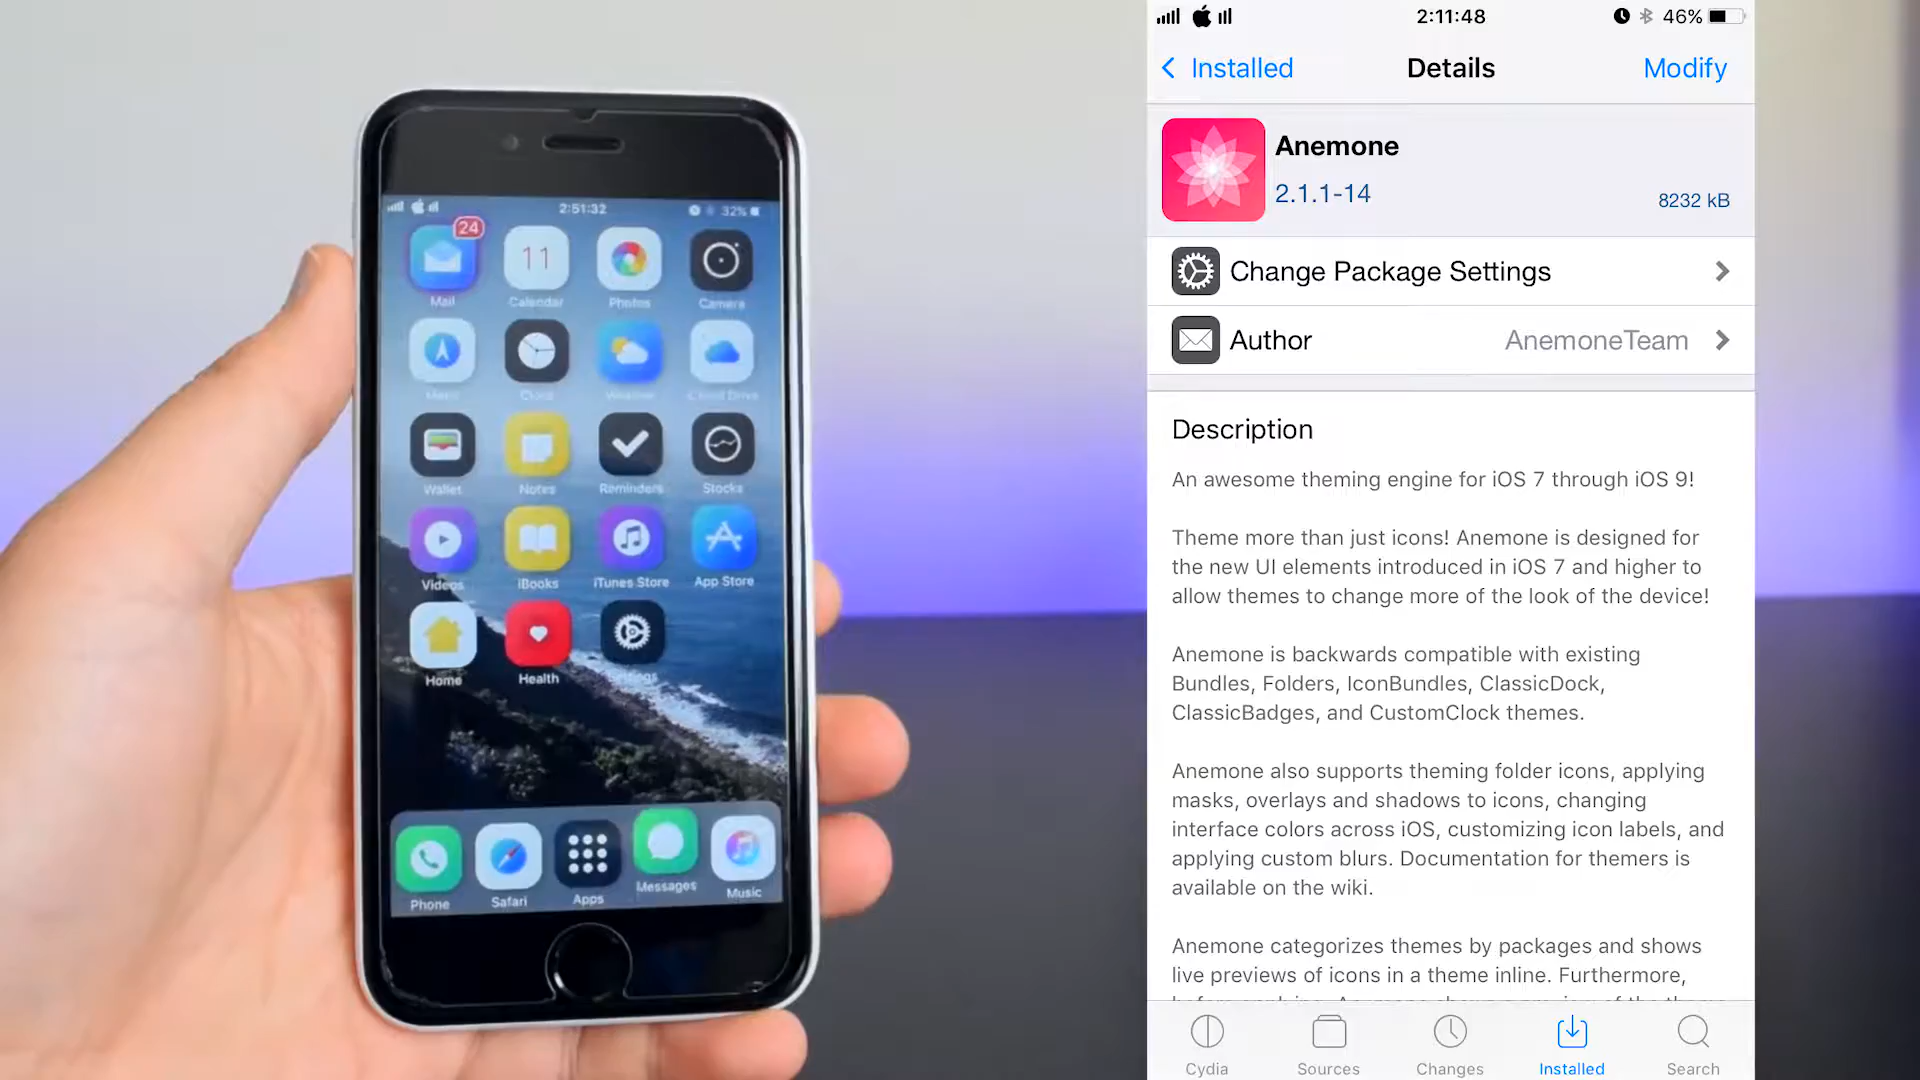 2:51:32
32%
24
11
Mail
Calendar
Photos
Camera
Clock
Weather
iCloud Drive
Wallet
Notes
Reminders
Stocks
Videos
iBooks
iTunes Store
App Store
Home
Health
Settings
Phone
Safari
Apps
Messages
Music
2:11:48
46%
Installed
Details
Modify
Anemone
2.1.1-14
8232 kB
Change Package Settings
Author
AnemoneTeam
Description
An awesome theming engine for iOS 7 through iOS 9!
Theme more than just icons! Anemone is designed for
the new UI elements introduced in iOS 7 and higher to
allow themes to change more of the look of the device!
Anemone is backwards compatible with existing
Bundles, Folders, IconBundles, ClassicDock,
ClassicBadges, and CustomClock themes.
Anemone also supports theming folder icons, applying
masks, overlays and shadows to icons, changing
interface colors across iOS, customizing icon labels, and
applying custom blurs. Documentation for themers is
available on the wiki.
Anemone categorizes themes by packages and shows
live previews of icons in a theme inline. Furthermore,
Cydia
Sources
Changes
Installed
Search